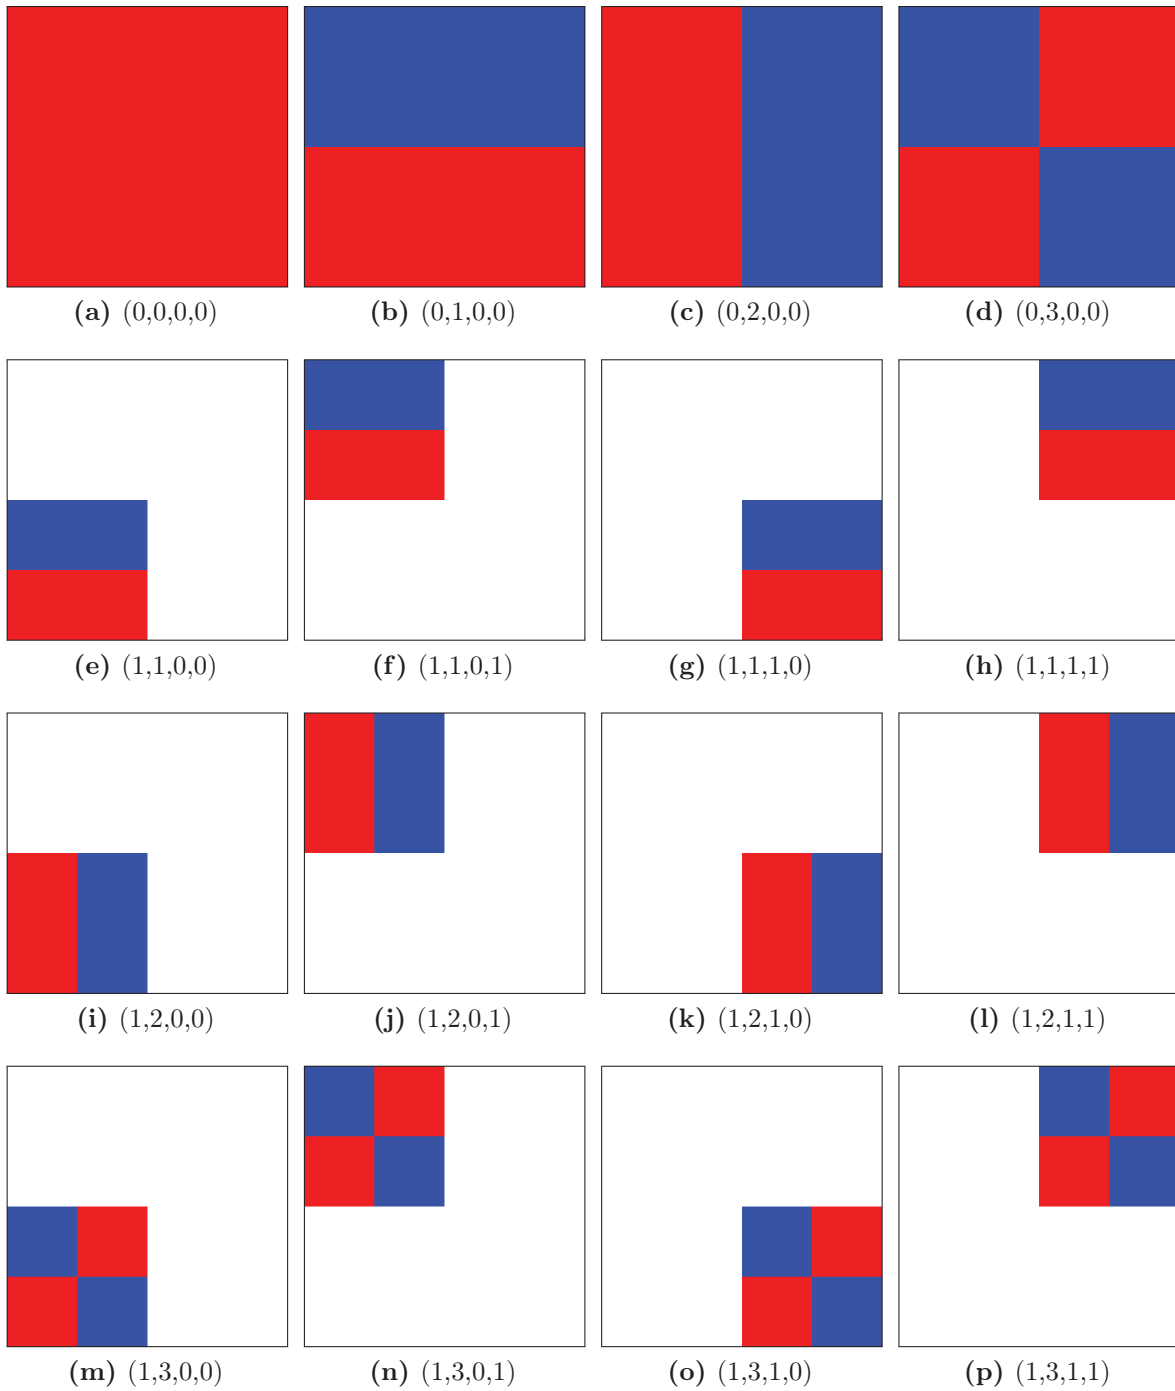 (a) (0,0,0,0) (b) (0,1,0,0) (c) (0,2,0,0) (d) (0,3,0,0)
(e) (1,1,0,0) (f) (1,1,0,1) (g) (1,1,1,0) (h) (1,1,1,1)
(i) (1,2,0,0) (j) (1,2,0,1) (k) (1,2,1,0) (l) (1,2,1,1)
(m) (1,3,0,0) (n) (1,3,0,1) (o) (1,3,1,0) (p) (1,3,1,1)